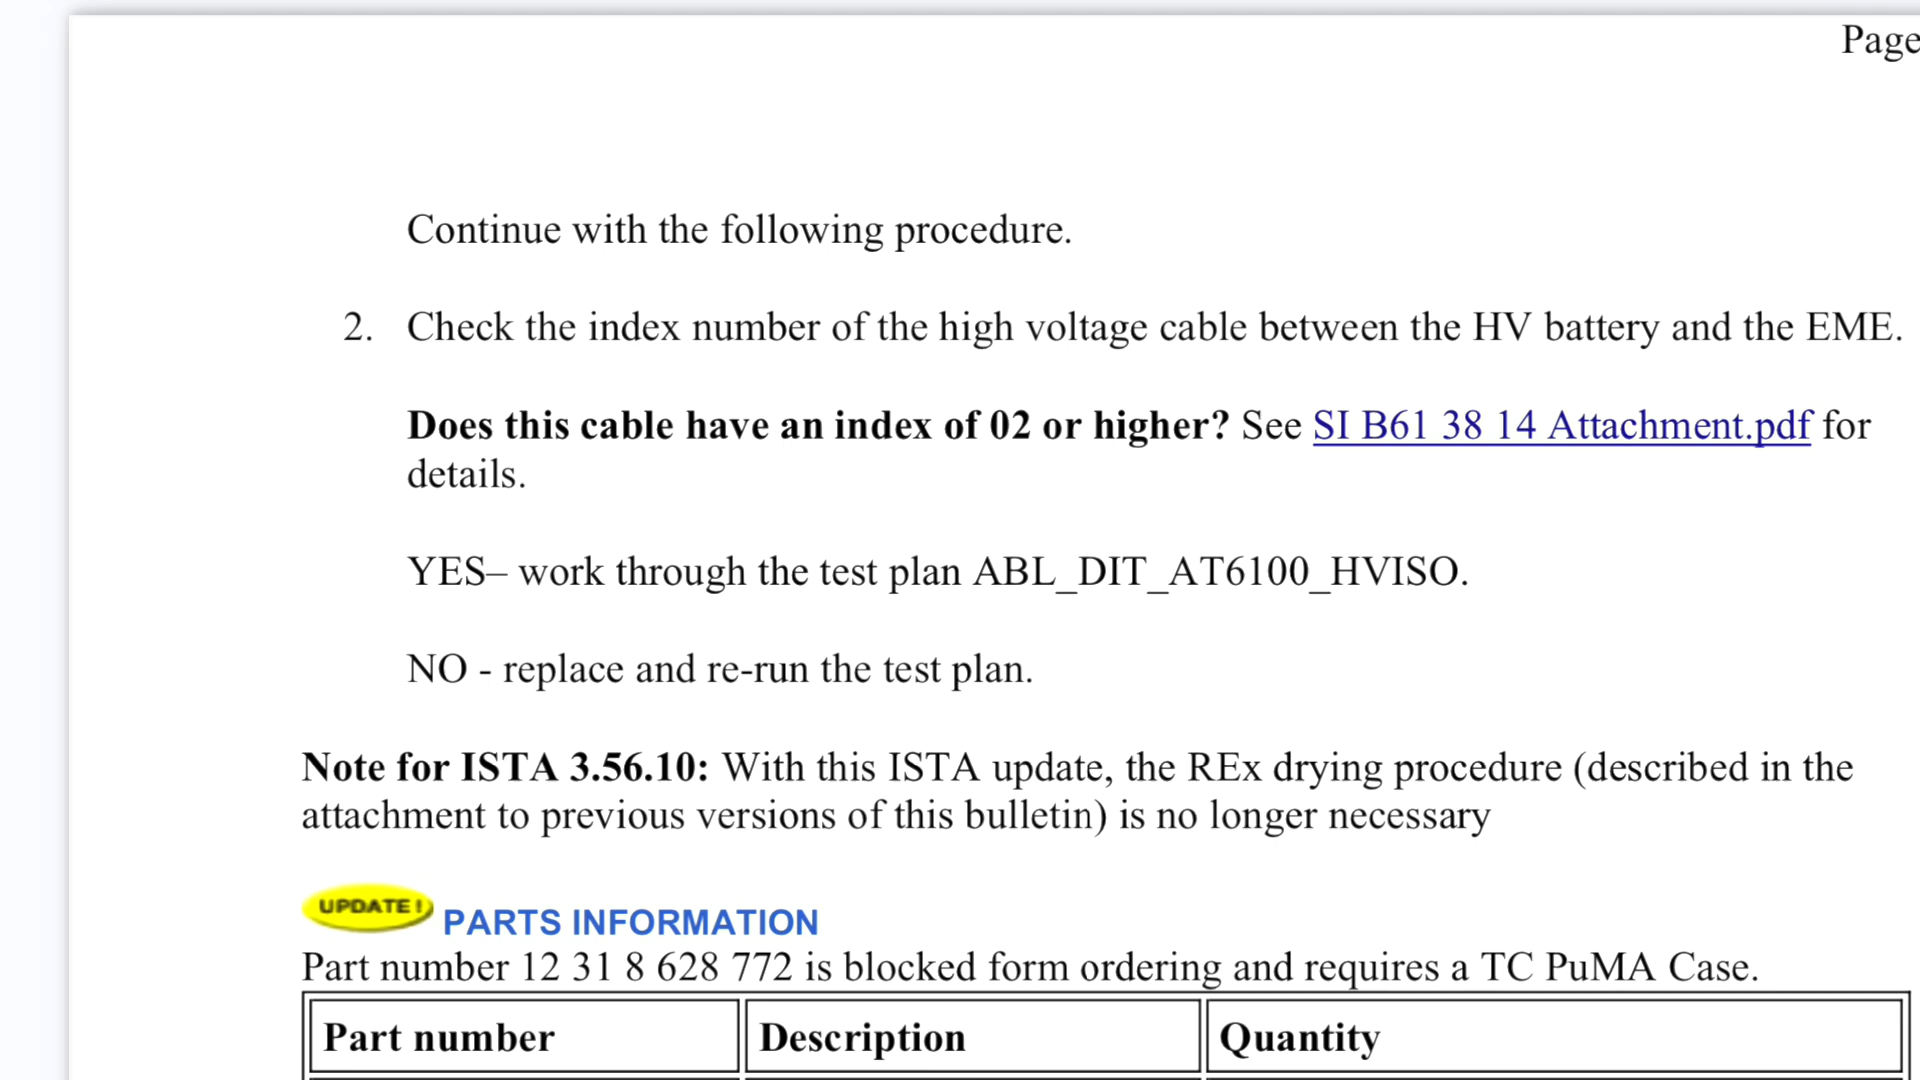 Page
Continue with the following procedure.
2. Check the index number of the high voltage cable between the HV battery and the EME.
Does this cable have an index of 02 or higher? See SI B61 38 14 Attachment.pdf for
details.
YES– work through the test plan ABL_DIT_AT6100_HVISO.
NO - replace and re-run the test plan.
Note for ISTA 3.56.10: With this ISTA update, the REx drying procedure (described in the
attachment to previous versions of this bulletin) is no longer necessary
UPDATE! PARTS INFORMATION
Part number 12 31 8 628 772 is blocked form ordering and requires a TC PuMA Case.
Part number Description Quantity